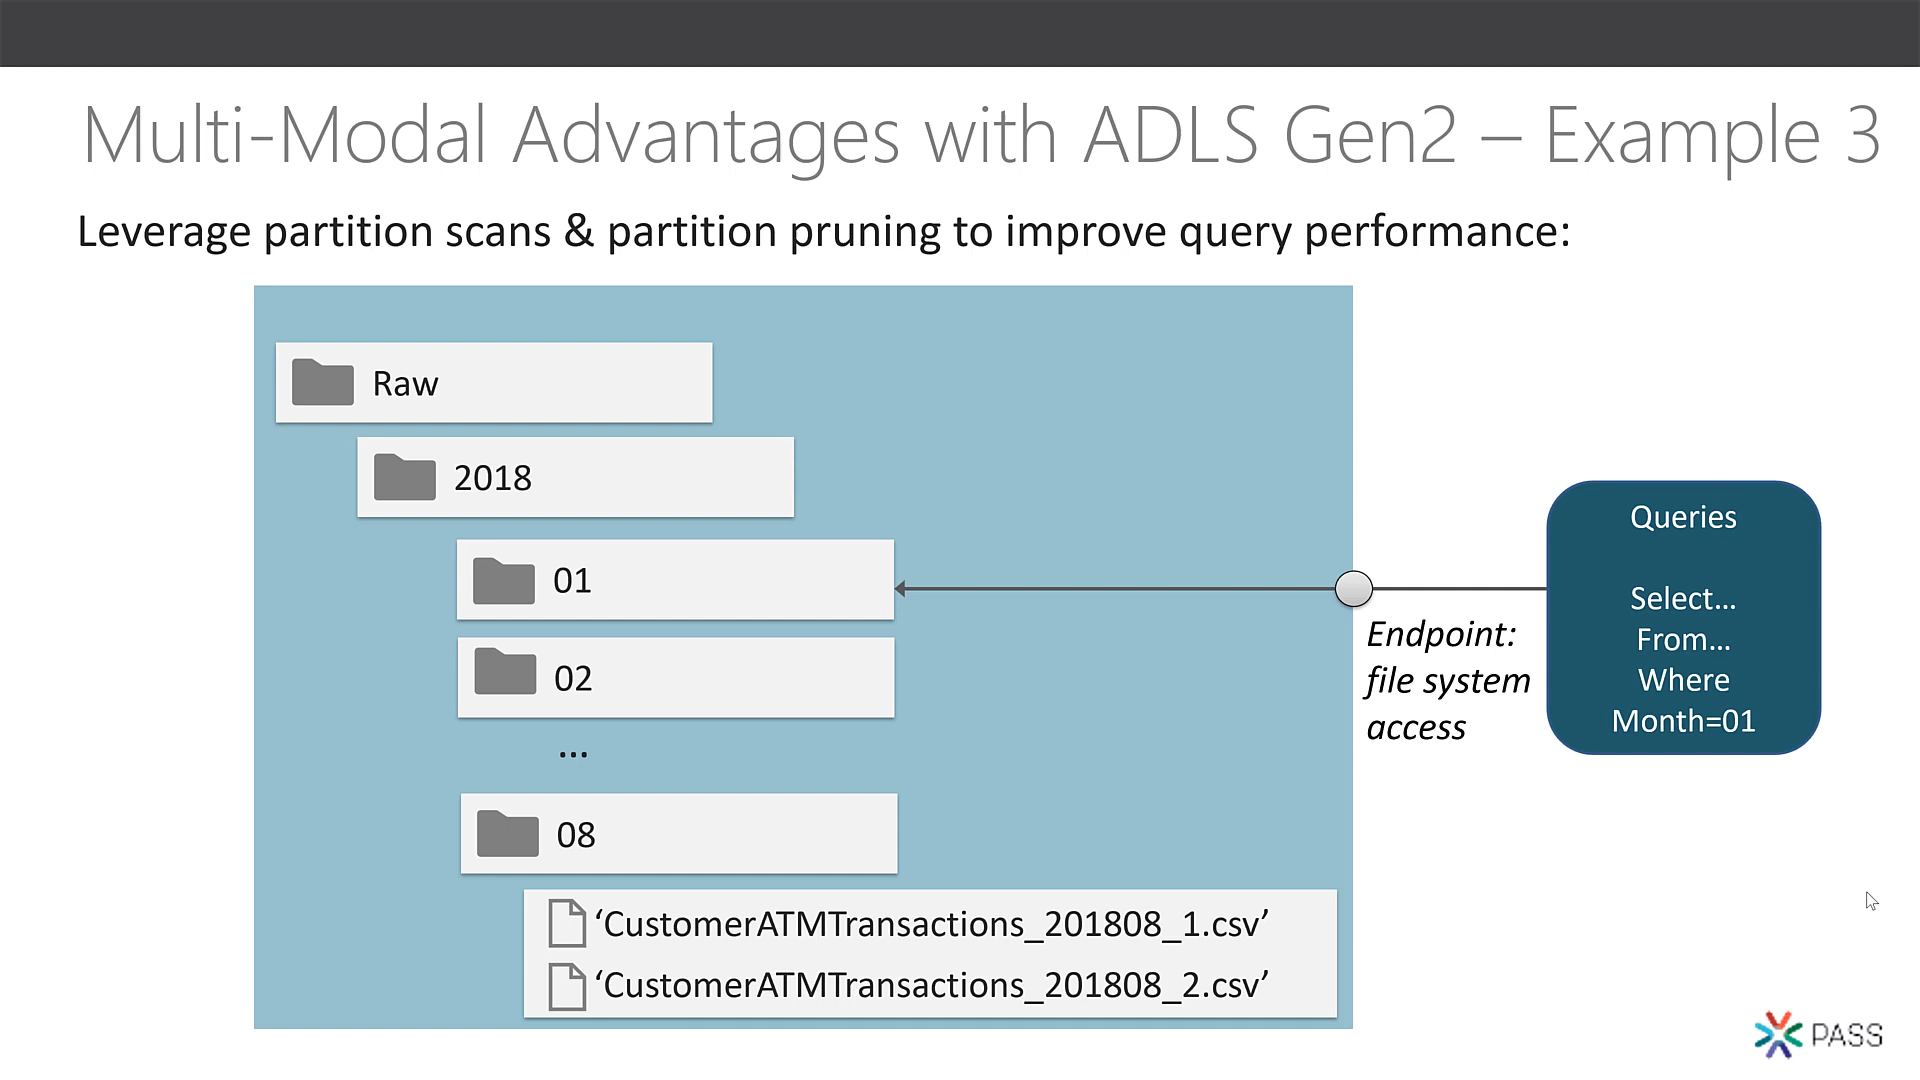 Multi-Modal Advantages with ADLS Gen2 – Example 3
Leverage partition scans & partition pruning to improve query performance:
Raw
2018
01
02
...
08
‘CustomerATMTransactions_201808_1.csv’
‘CustomerATMTransactions_201808_2.csv’
Endpoint:
file system
access
Queries
Select…
From…
Where
Month=01
PASS